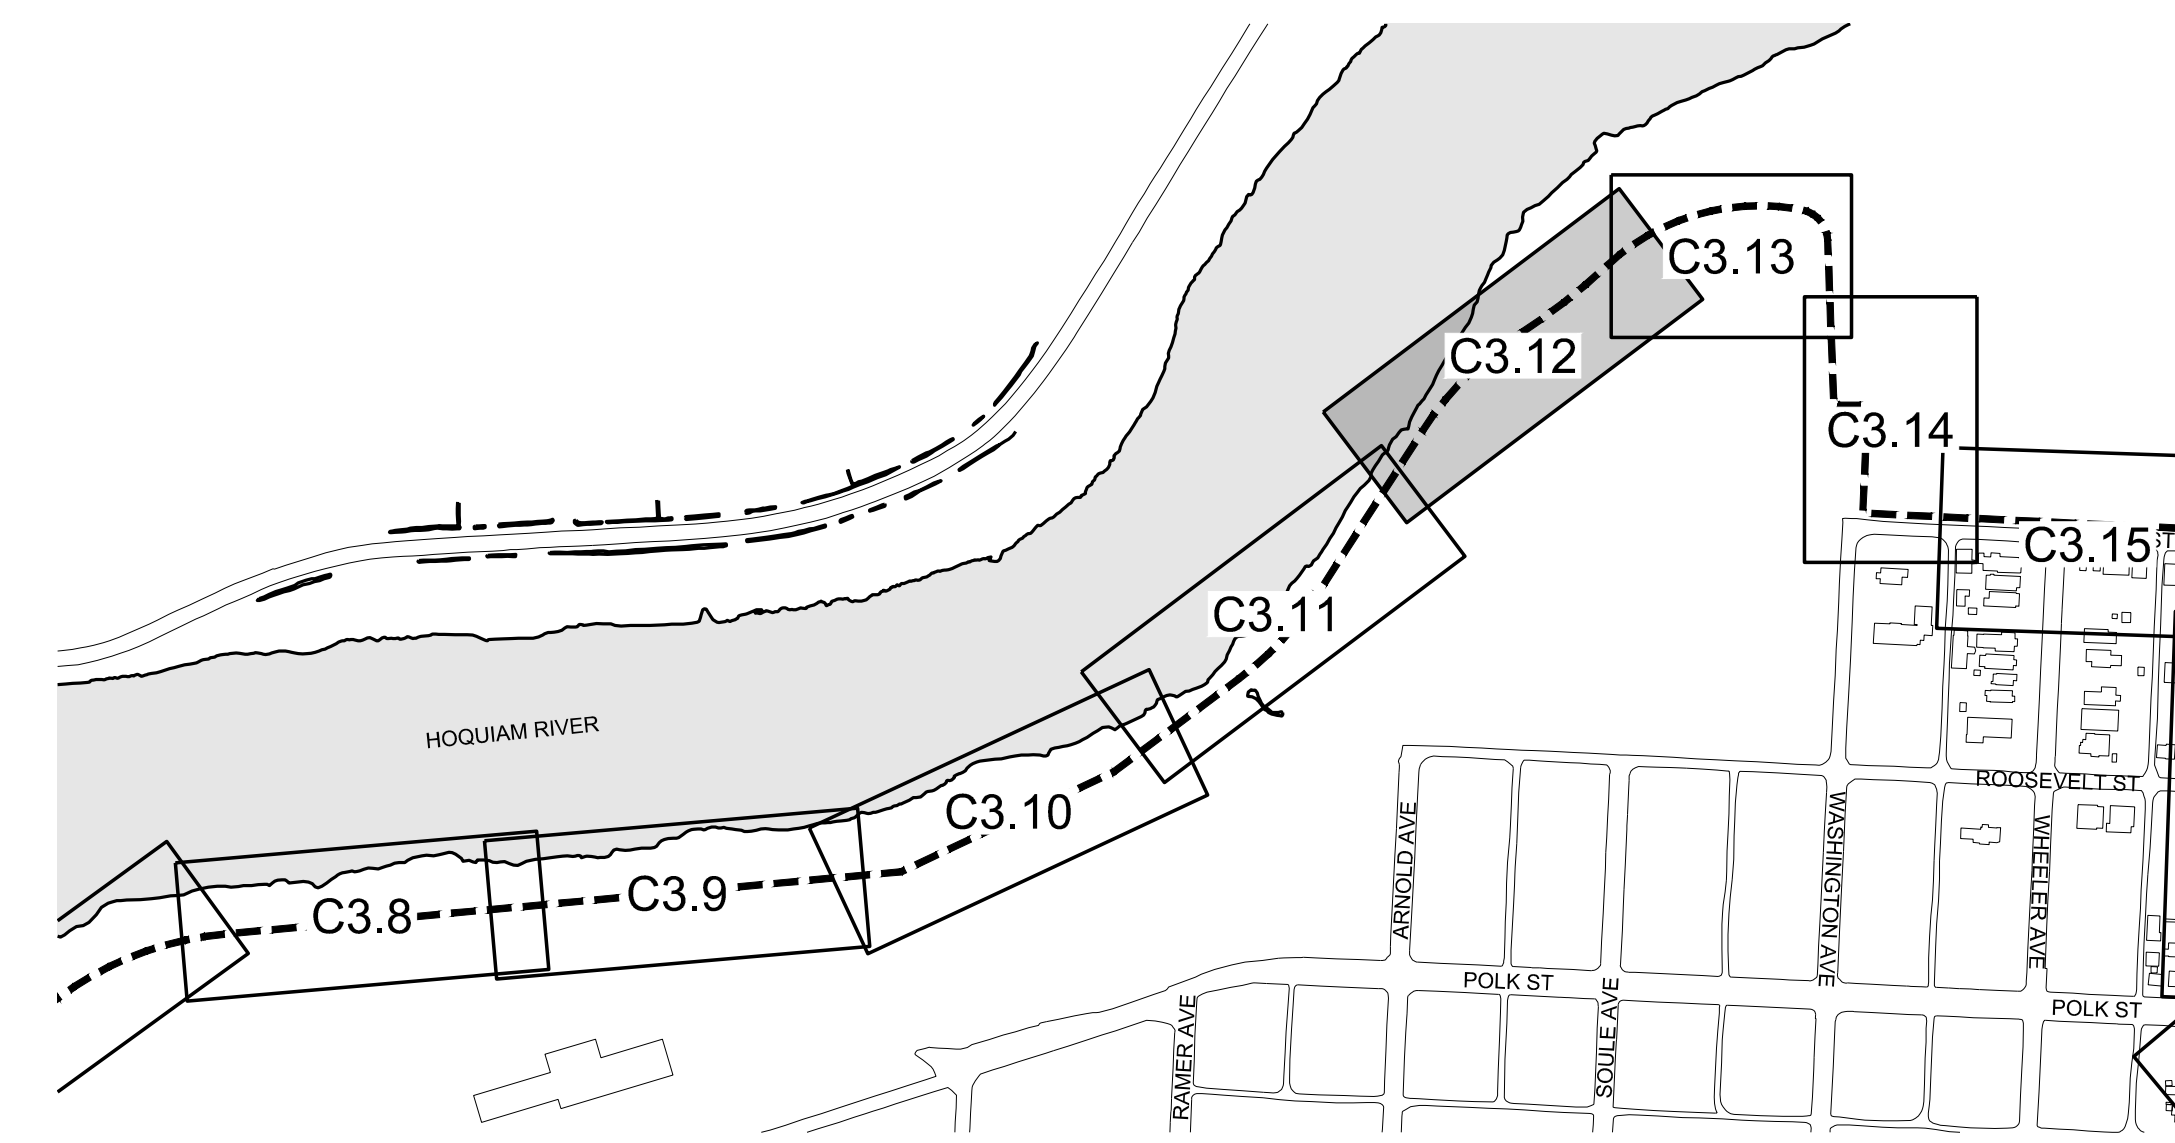 C3.13
C3.12
C3.14
C3.15
ST
C3.11
HOQUIAM RIVER
ROOSEVELT ST
C3.10
ARNOLD AVE
WASHINGTON AVE
WHEELER AVE
C3.9
C3.8
POLK ST
POLK ST
RAMER AVE
SOULE AVE